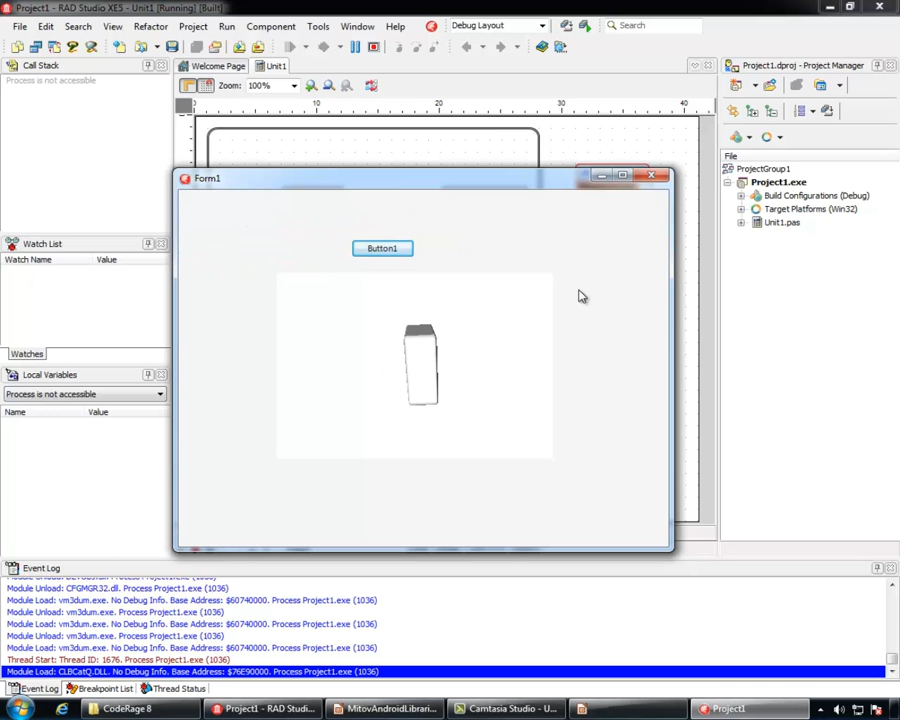 Project1 - RAD Studio XE5 - Unit1 [Running] [Built]
File Edit Search View Refactor Project Run Component Tools Window Help Debug Layout Search
Call Stack
Process is not accessible
Welcome Page Unit1
Zoom: 100%
0 10 20 30 40
Project1.dproj - Project Manager
File
ProjectGroup1
Project1.exe
Build Configurations (Debug)
Target Platforms (Win32)
Unit1.pas
Form1
Button1
Watch List
Watch Name Value
Watches
Local Variables
Process is not accessible
Name Value
Event Log
Module Unload: CFGMGR32.dll. Process Project1.exe (1036)
Module Load: vm3dum.exe. No Debug Info. Base Address: $60740000. Process Project1.exe (1036)
Module Unload: vm3dum.exe. Process Project1.exe (1036)
Module Load: vm3dum.exe. No Debug Info. Base Address: $60740000. Process Project1.exe (1036)
Module Unload: vm3dum.exe. Process Project1.exe (1036)
Module Load: vm3dum.exe. No Debug Info. Base Address: $60740000. Process Project1.exe (1036)
Thread Start: Thread ID: 1676. Process Project1.exe (1036)
Module Load: CLBCatQ.DLL. No Debug Info. Base Address: $76E90000. Process Project1.exe (1036)
Event Log Breakpoint List Thread Status
CodeRage 8 Project1 - RAD Studi... MitovAndroidLibrari... Camtasia Studio - U... Project1